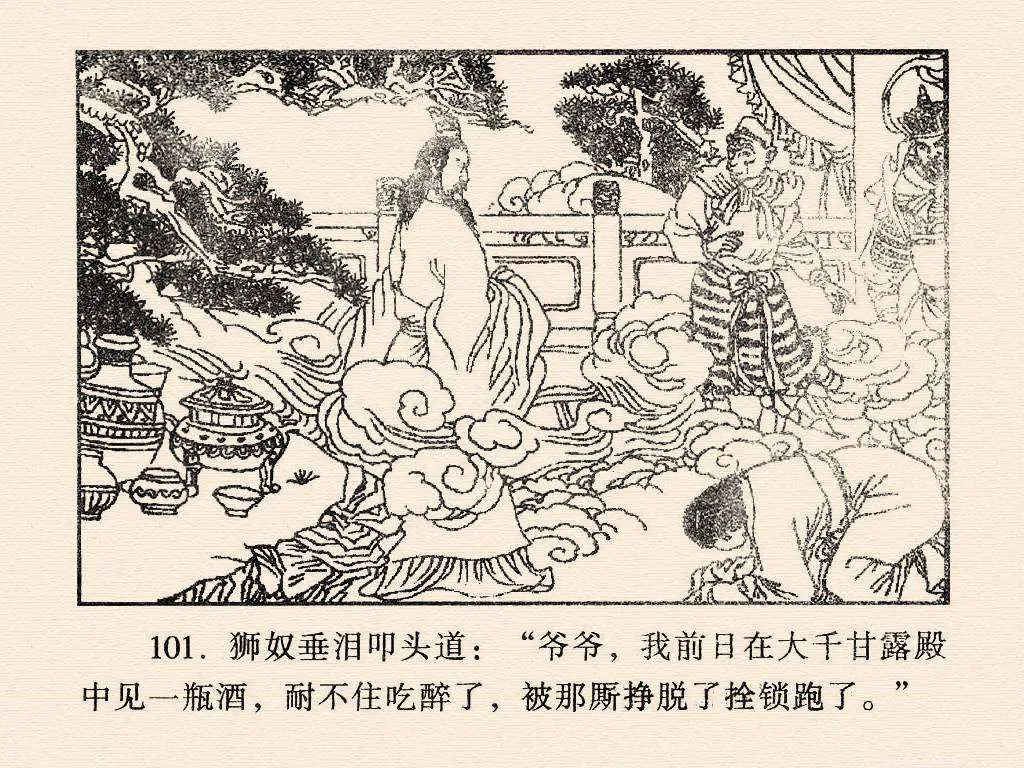 101. 狮奴垂泪叩头道：“爷爷，我前日在大千甘露殿
中见一瓶酒，耐不住吃醉了，被那厮挣脱了拴锁跑了。”